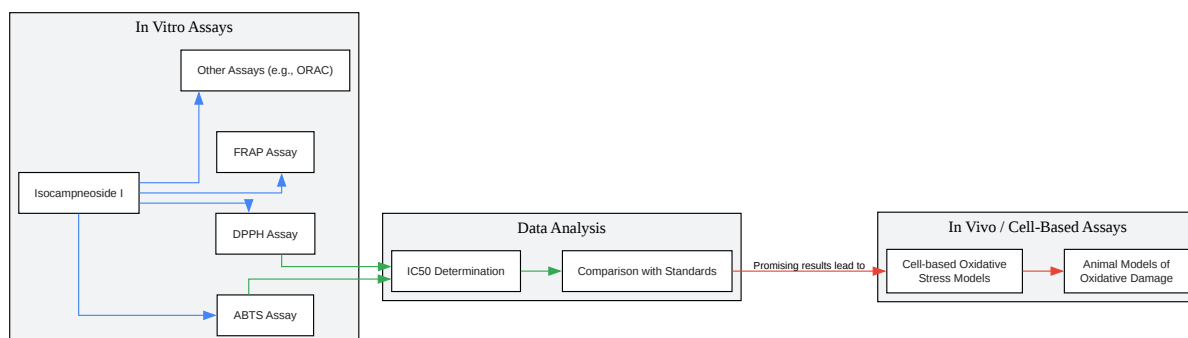 In Vitro Assays
Other Assays (e.g., ORAC)
FRAP Assay
Isocampneoside I
DPPH Assay
ABTS Assay
Data Analysis
IC50 Determination
Comparison with Standards
Promising results lead to
In Vivo / Cell-Based Assays
Cell-based Oxidative
Stress Models
Animal Models of
Oxidative Damage